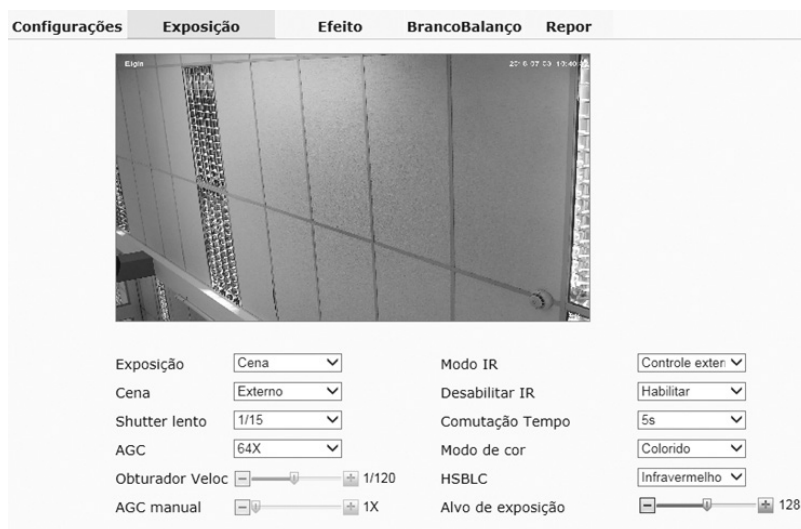 Configurações Exposição Efeito BrancoBalanço Repor
Elgin
Exposição Cena Modo IR Controle exter
Cena Externo Desabilitar IR Habilitar
Shutter lento 1/15 Comutação Tempo 5s
AGC 64X Modo de cor Colorido
Obturador Veloc 1/120 HSBLC Infravermelho
AGC manual 1X Alvo de exposição 128